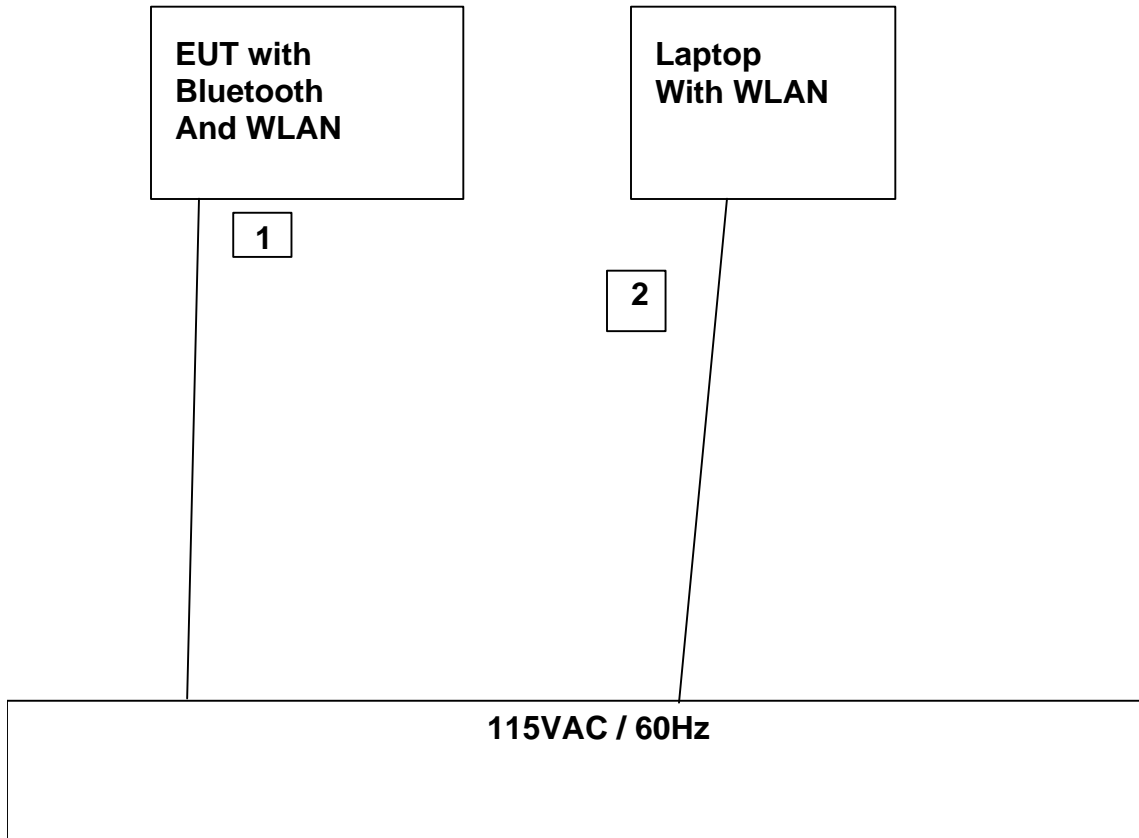 EUT with
Bluetooth
And WLAN
Laptop
With WLAN
1
2
115VAC / 60Hz